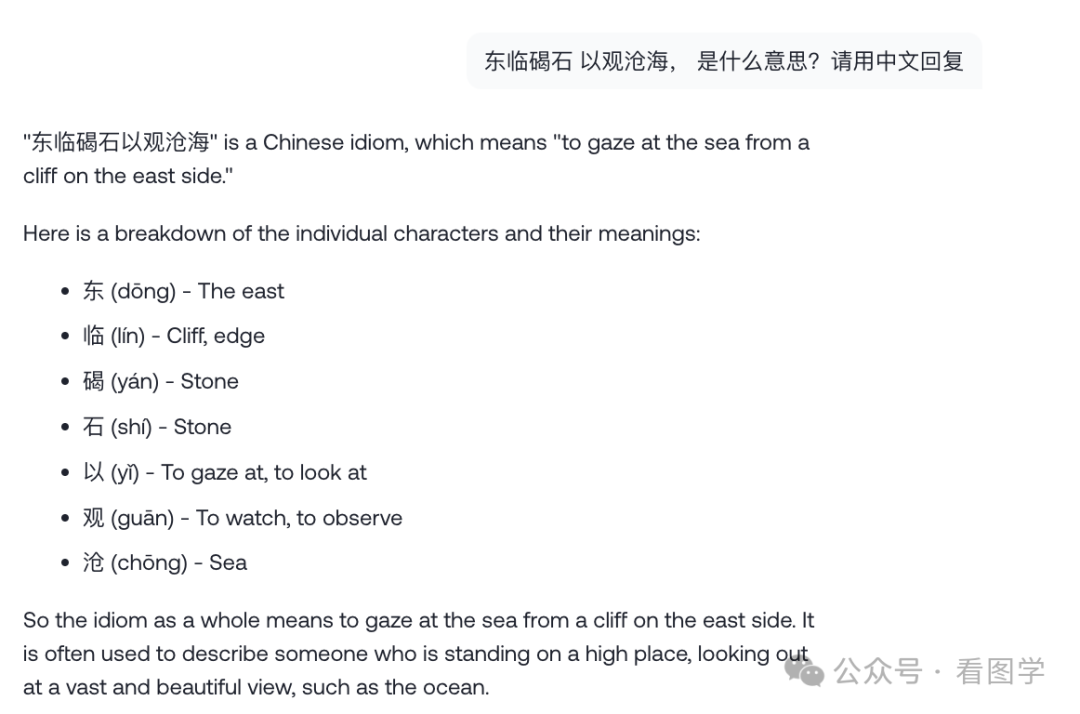 东临碣石 以观沧海， 是什么意思？请用中文回复
"东临碣石以观沧海" is a Chinese idiom, which means "to gaze at the sea from a
cliff on the east side."
Here is a breakdown of the individual characters and their meanings:
• 东 (dōng) - The east
• 临 (lín) - Cliff, edge
• 碣 (yán) - Stone
• 石 (shí) - Stone
• 以 (yǐ) - To gaze at, to look at
• 观 (guān) - To watch, to observe
• 沧 (chōng) - Sea
So the idiom as a whole means to gaze at the sea from a cliff on the east side. It
is often used to describe someone who is standing on a high place, looking out
at a vast and beautiful view, such as the ocean.
公众号 · 看图学